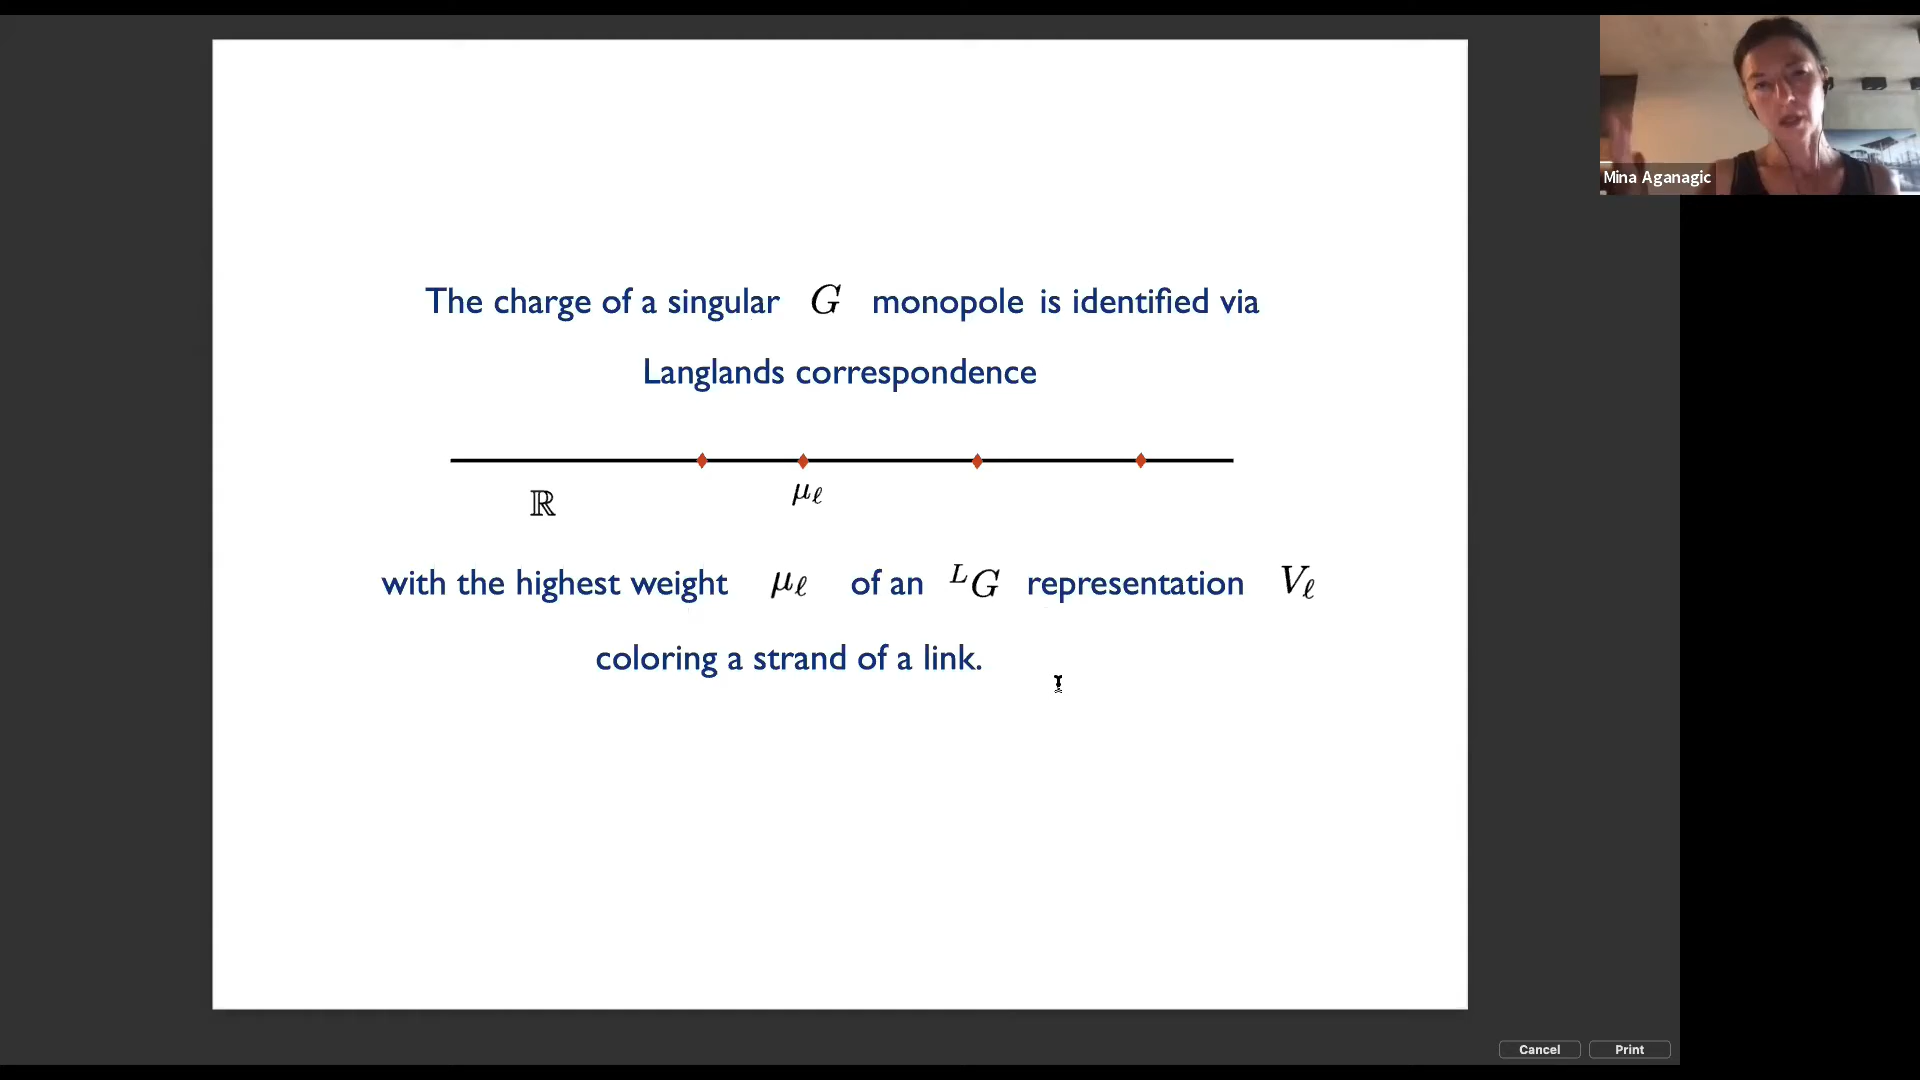 The charge of a singular G monopole is identified via
Langlands correspondence
ℝ
μ_ℓ
with the highest weight μ_ℓ of an ^L G representation V_ℓ
coloring a strand of a link.
Mina Aganagic
Cancel Print